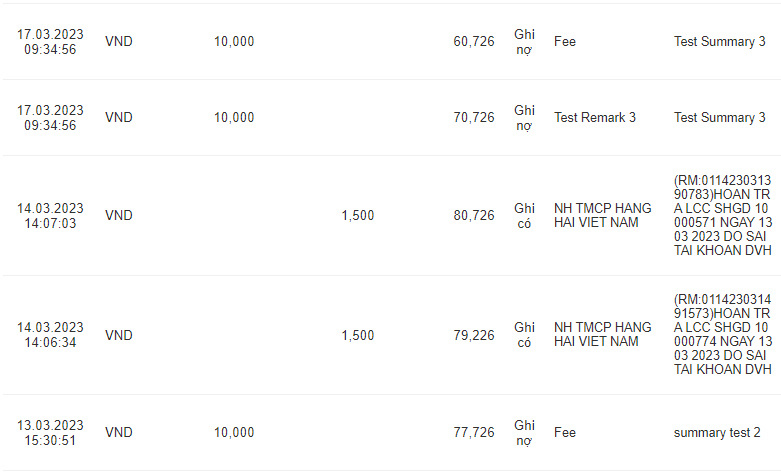 17.03.2023 09:34:56 VND 10,000 60,726 Ghi nợ Fee Test Summary 3
17.03.2023 09:34:56 VND 10,000 70,726 Ghi nợ Test Remark 3 Test Summary 3
14.03.2023
14:07:03
VND
1,500
80,726
Ghi
có
NH TMCP HANG
HAI VIET NAM
(RM:0114230313
90783)HOAN TR
A LCC SHGD 10
000571 NGAY 13
03 2023 DO SAI
TAI KHOAN DVH
14.03.2023
14:06:34
VND
1,500
79,226
Ghi
có
NH TMCP HANG
HAI VIET NAM
(RM:0114230314
91573)HOAN TR
A LCC SHGD 10
000774 NGAY 13
03 2023 DO SAI
TAI KHOAN DVH
13.03.2023
15:30:51
VND
10,000
77,726
Ghi
nợ
Fee
summary test 2